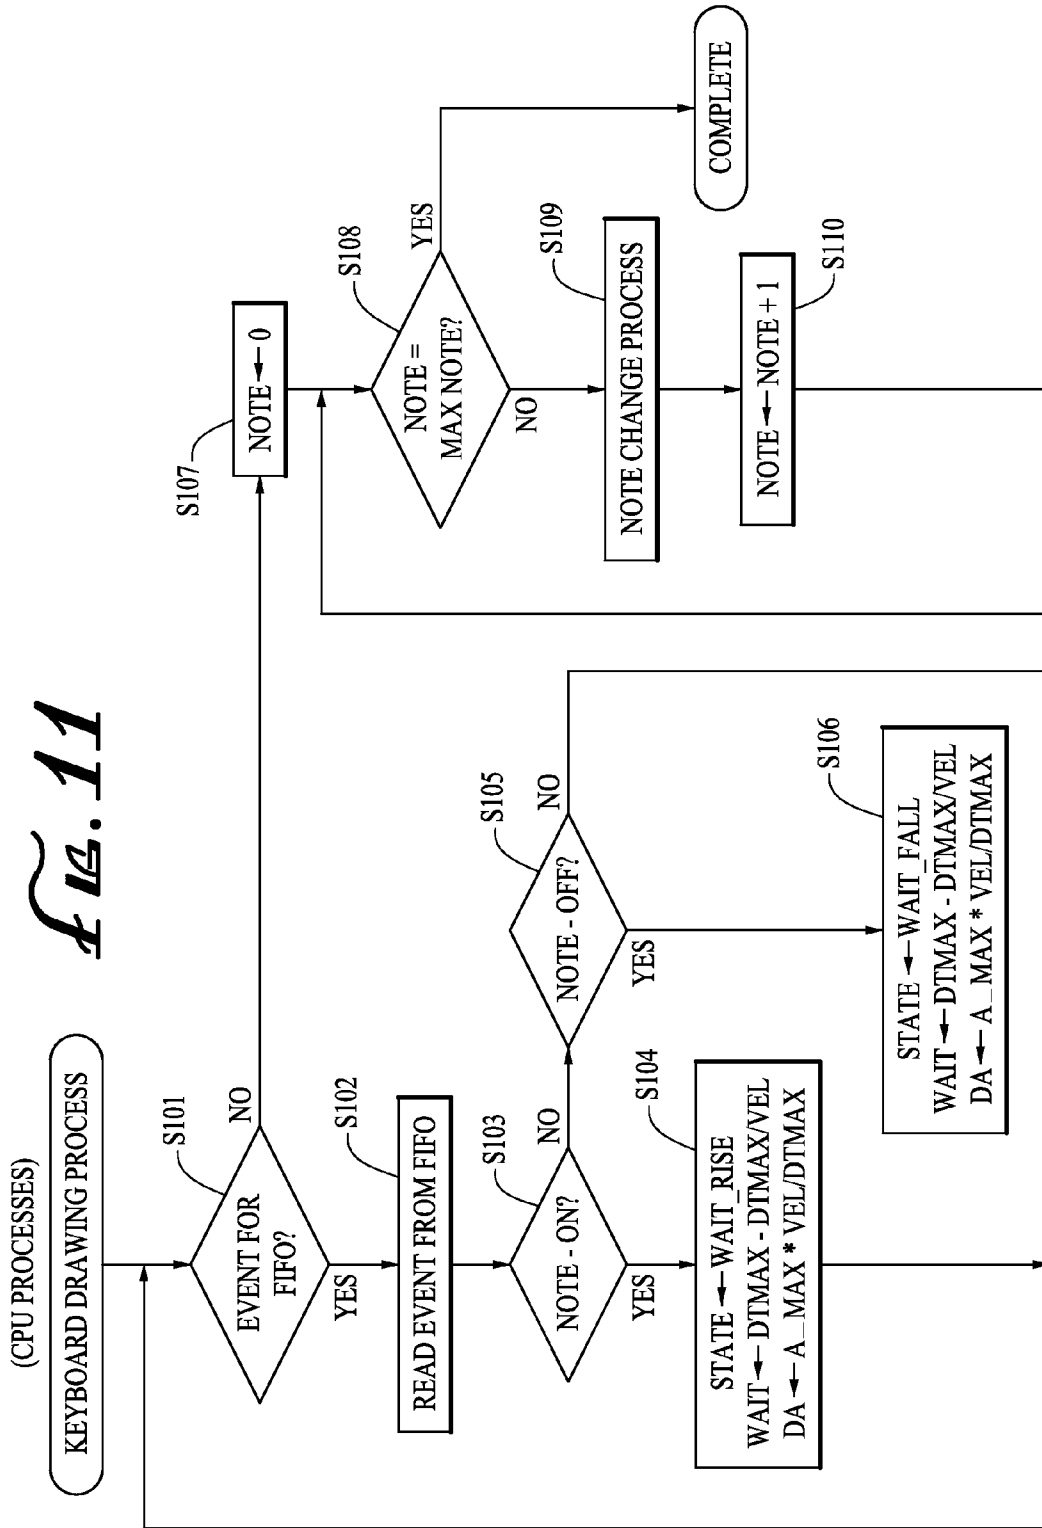 FIG. 11
(CPU PROCESSES)
KEYBOARD DRAWING PROCESS
S101
EVENT FOR
FIFO?
NO
YES
S102
READ EVENT FROM FIFO
S103
NOTE - ON?
NO
YES
S104
STATE ← WAIT_RISE
WAIT ← DTMAX - DTMAX/VEL
DA ← A_MAX * VEL/DTMAX
S105
NOTE - OFF?
NO
YES
S106
STATE ← WAIT_FALL
WAIT ← DTMAX - DTMAX/VEL
DA ← A_MAX * VEL/DTMAX
S107
NOTE ← 0
S108
NOTE =
MAX NOTE?
YES
NO
S109
NOTE CHANGE PROCESS
S110
NOTE ← NOTE + 1
COMPLETE